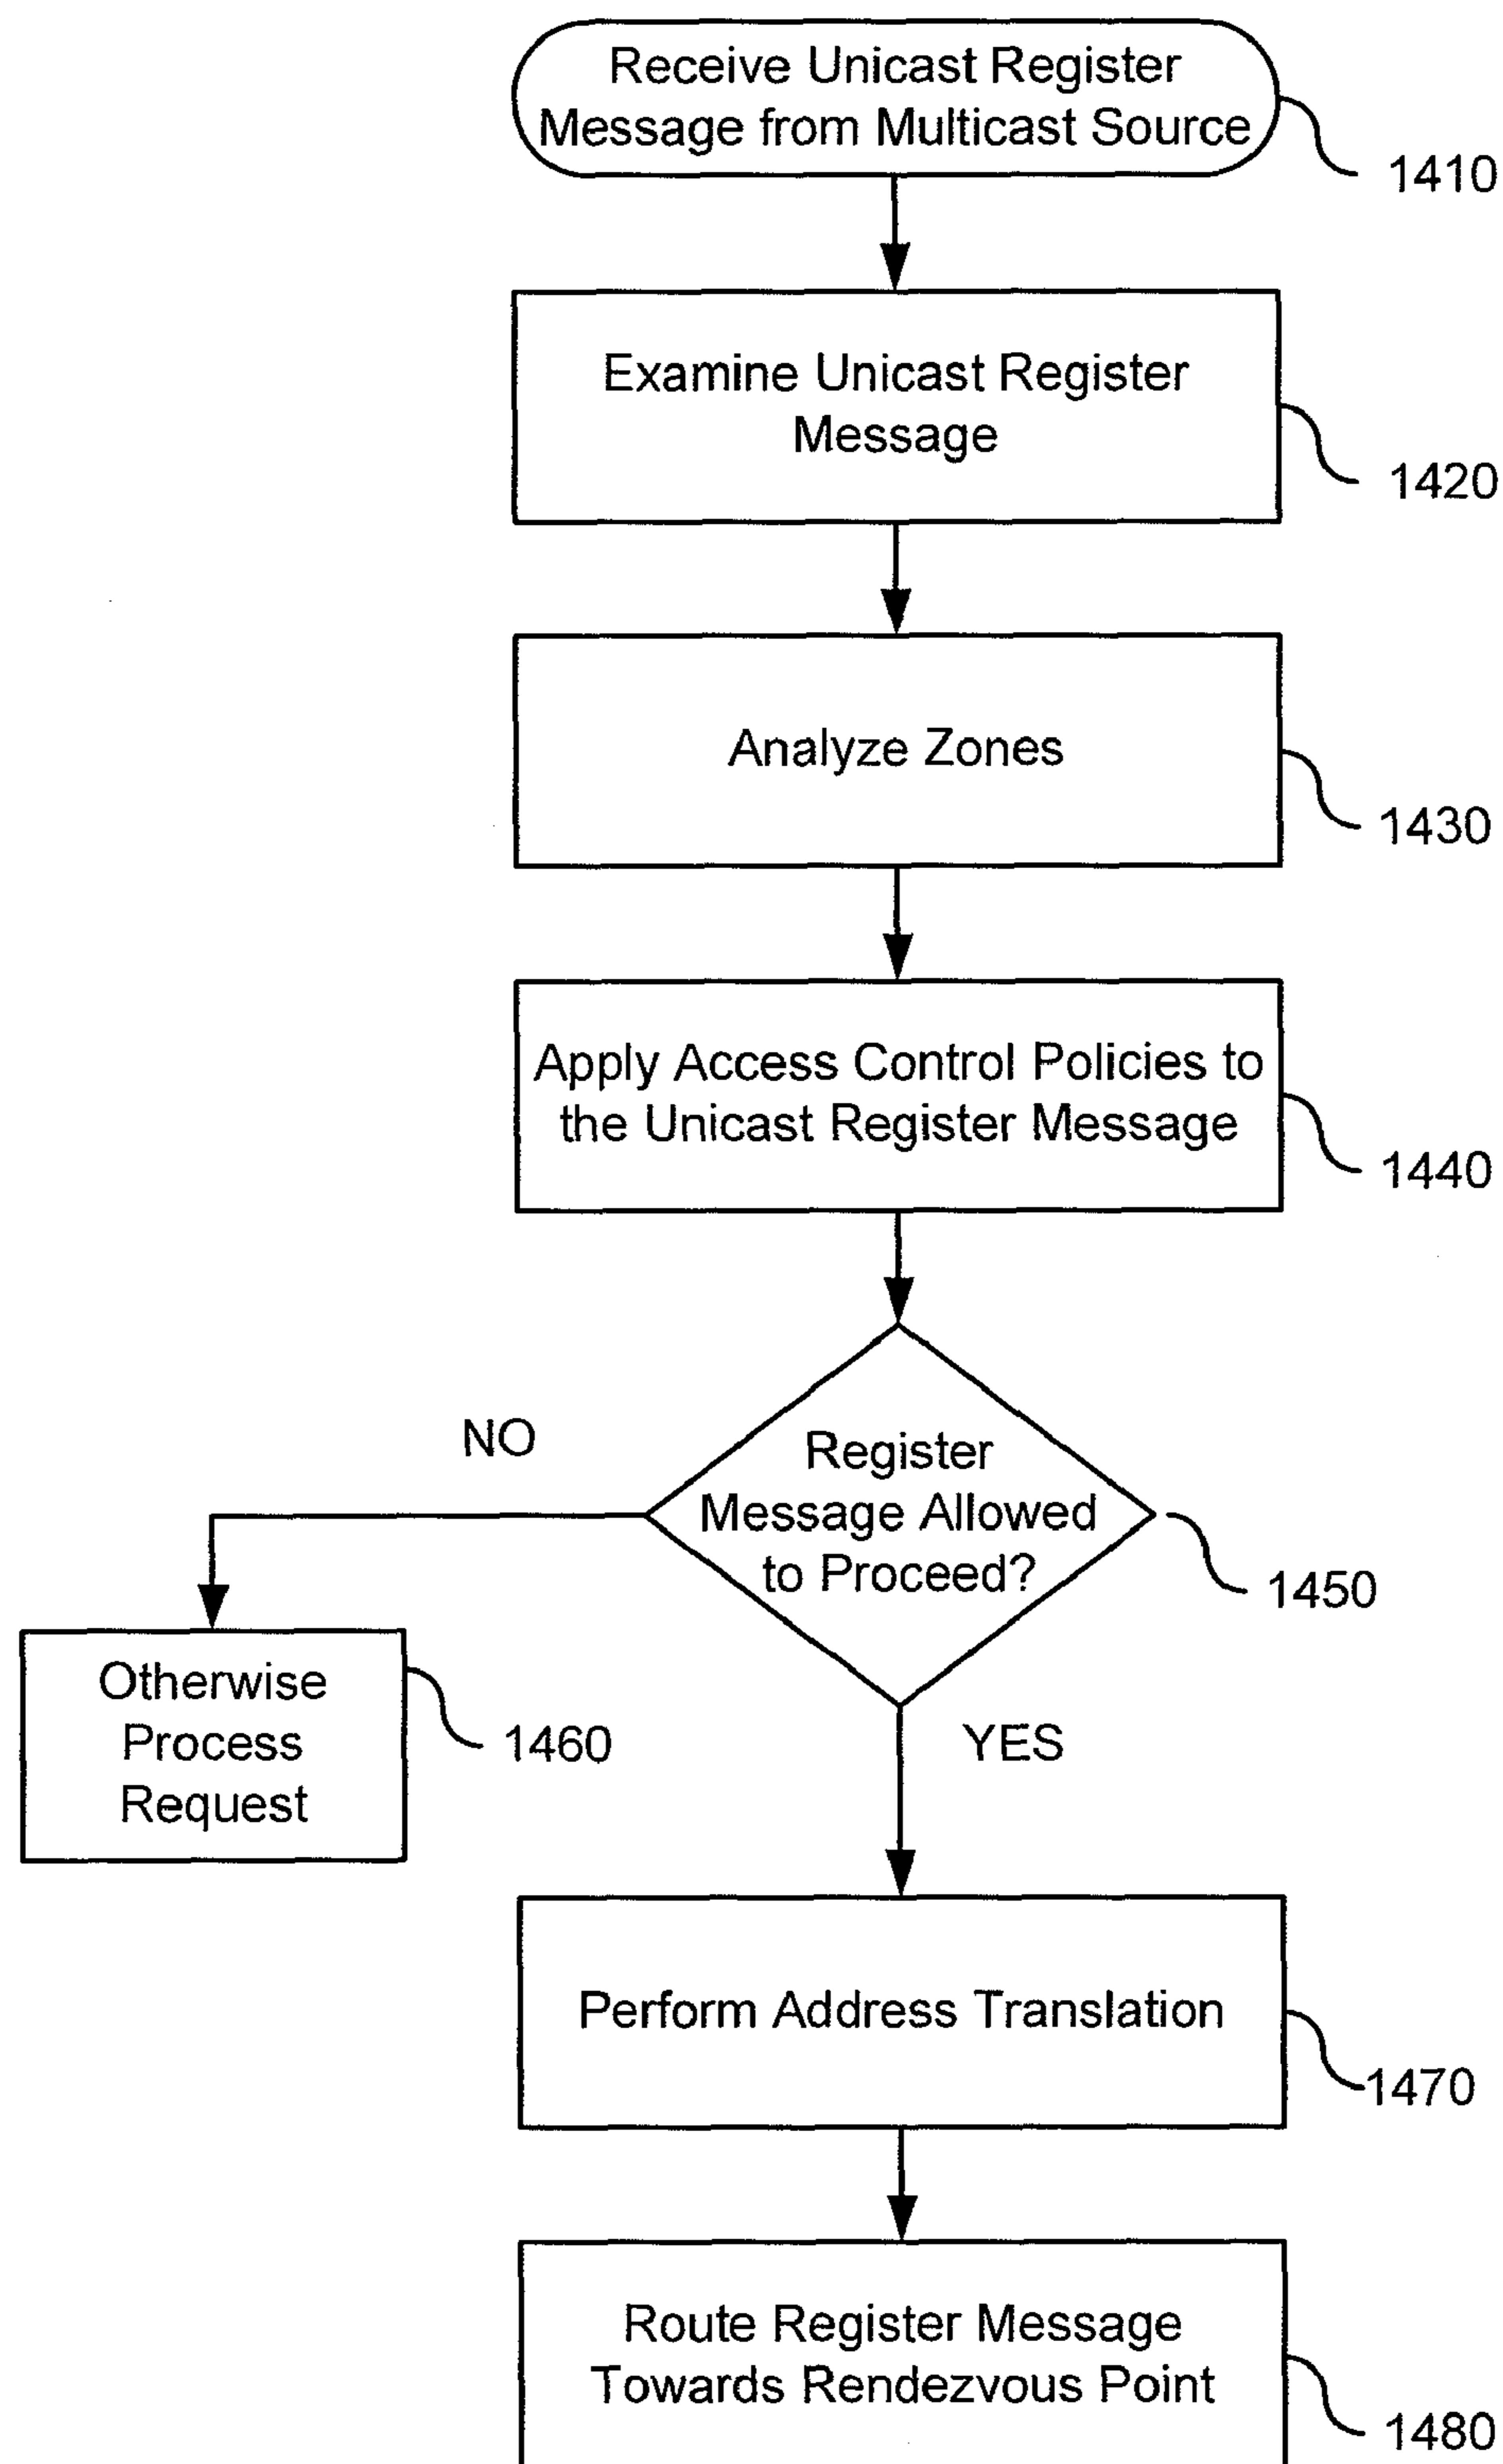 Receive Unicast Register
Message from Multicast Source
1410
Examine Unicast Register
Message
1420
Analyze Zones
1430
Apply Access Control Policies to
the Unicast Register Message
1440
NO
Register
Message Allowed
to Proceed?
1450
Otherwise
Process
Request
1460
YES
Perform Address Translation
1470
Route Register Message
Towards Rendezvous Point
1480